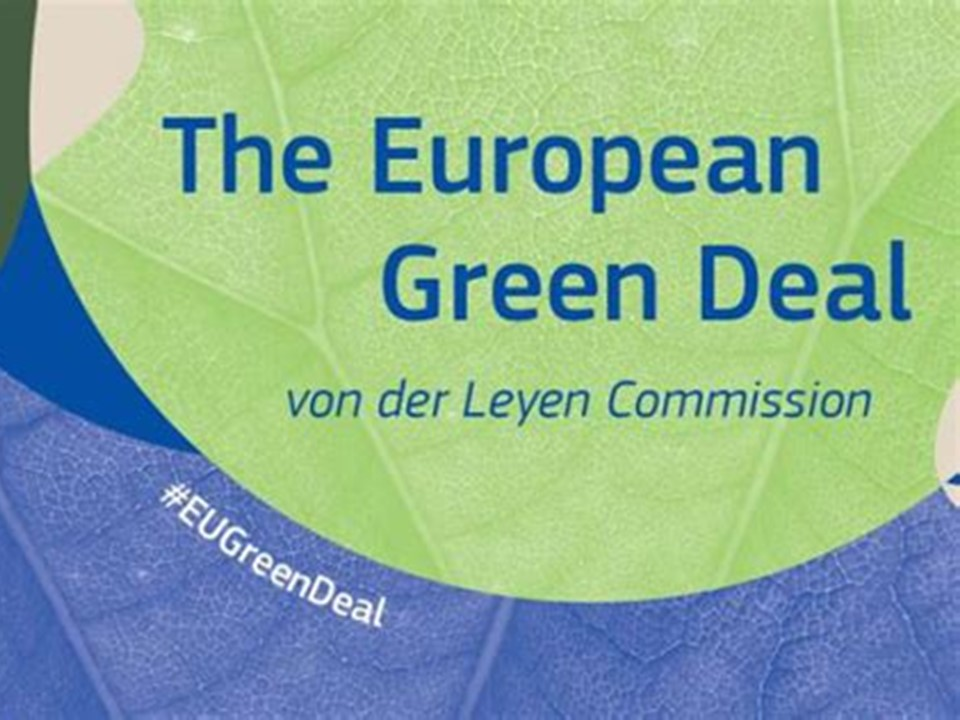 The European
Green Deal
von der Leyen Commission
#EUGreenDeal